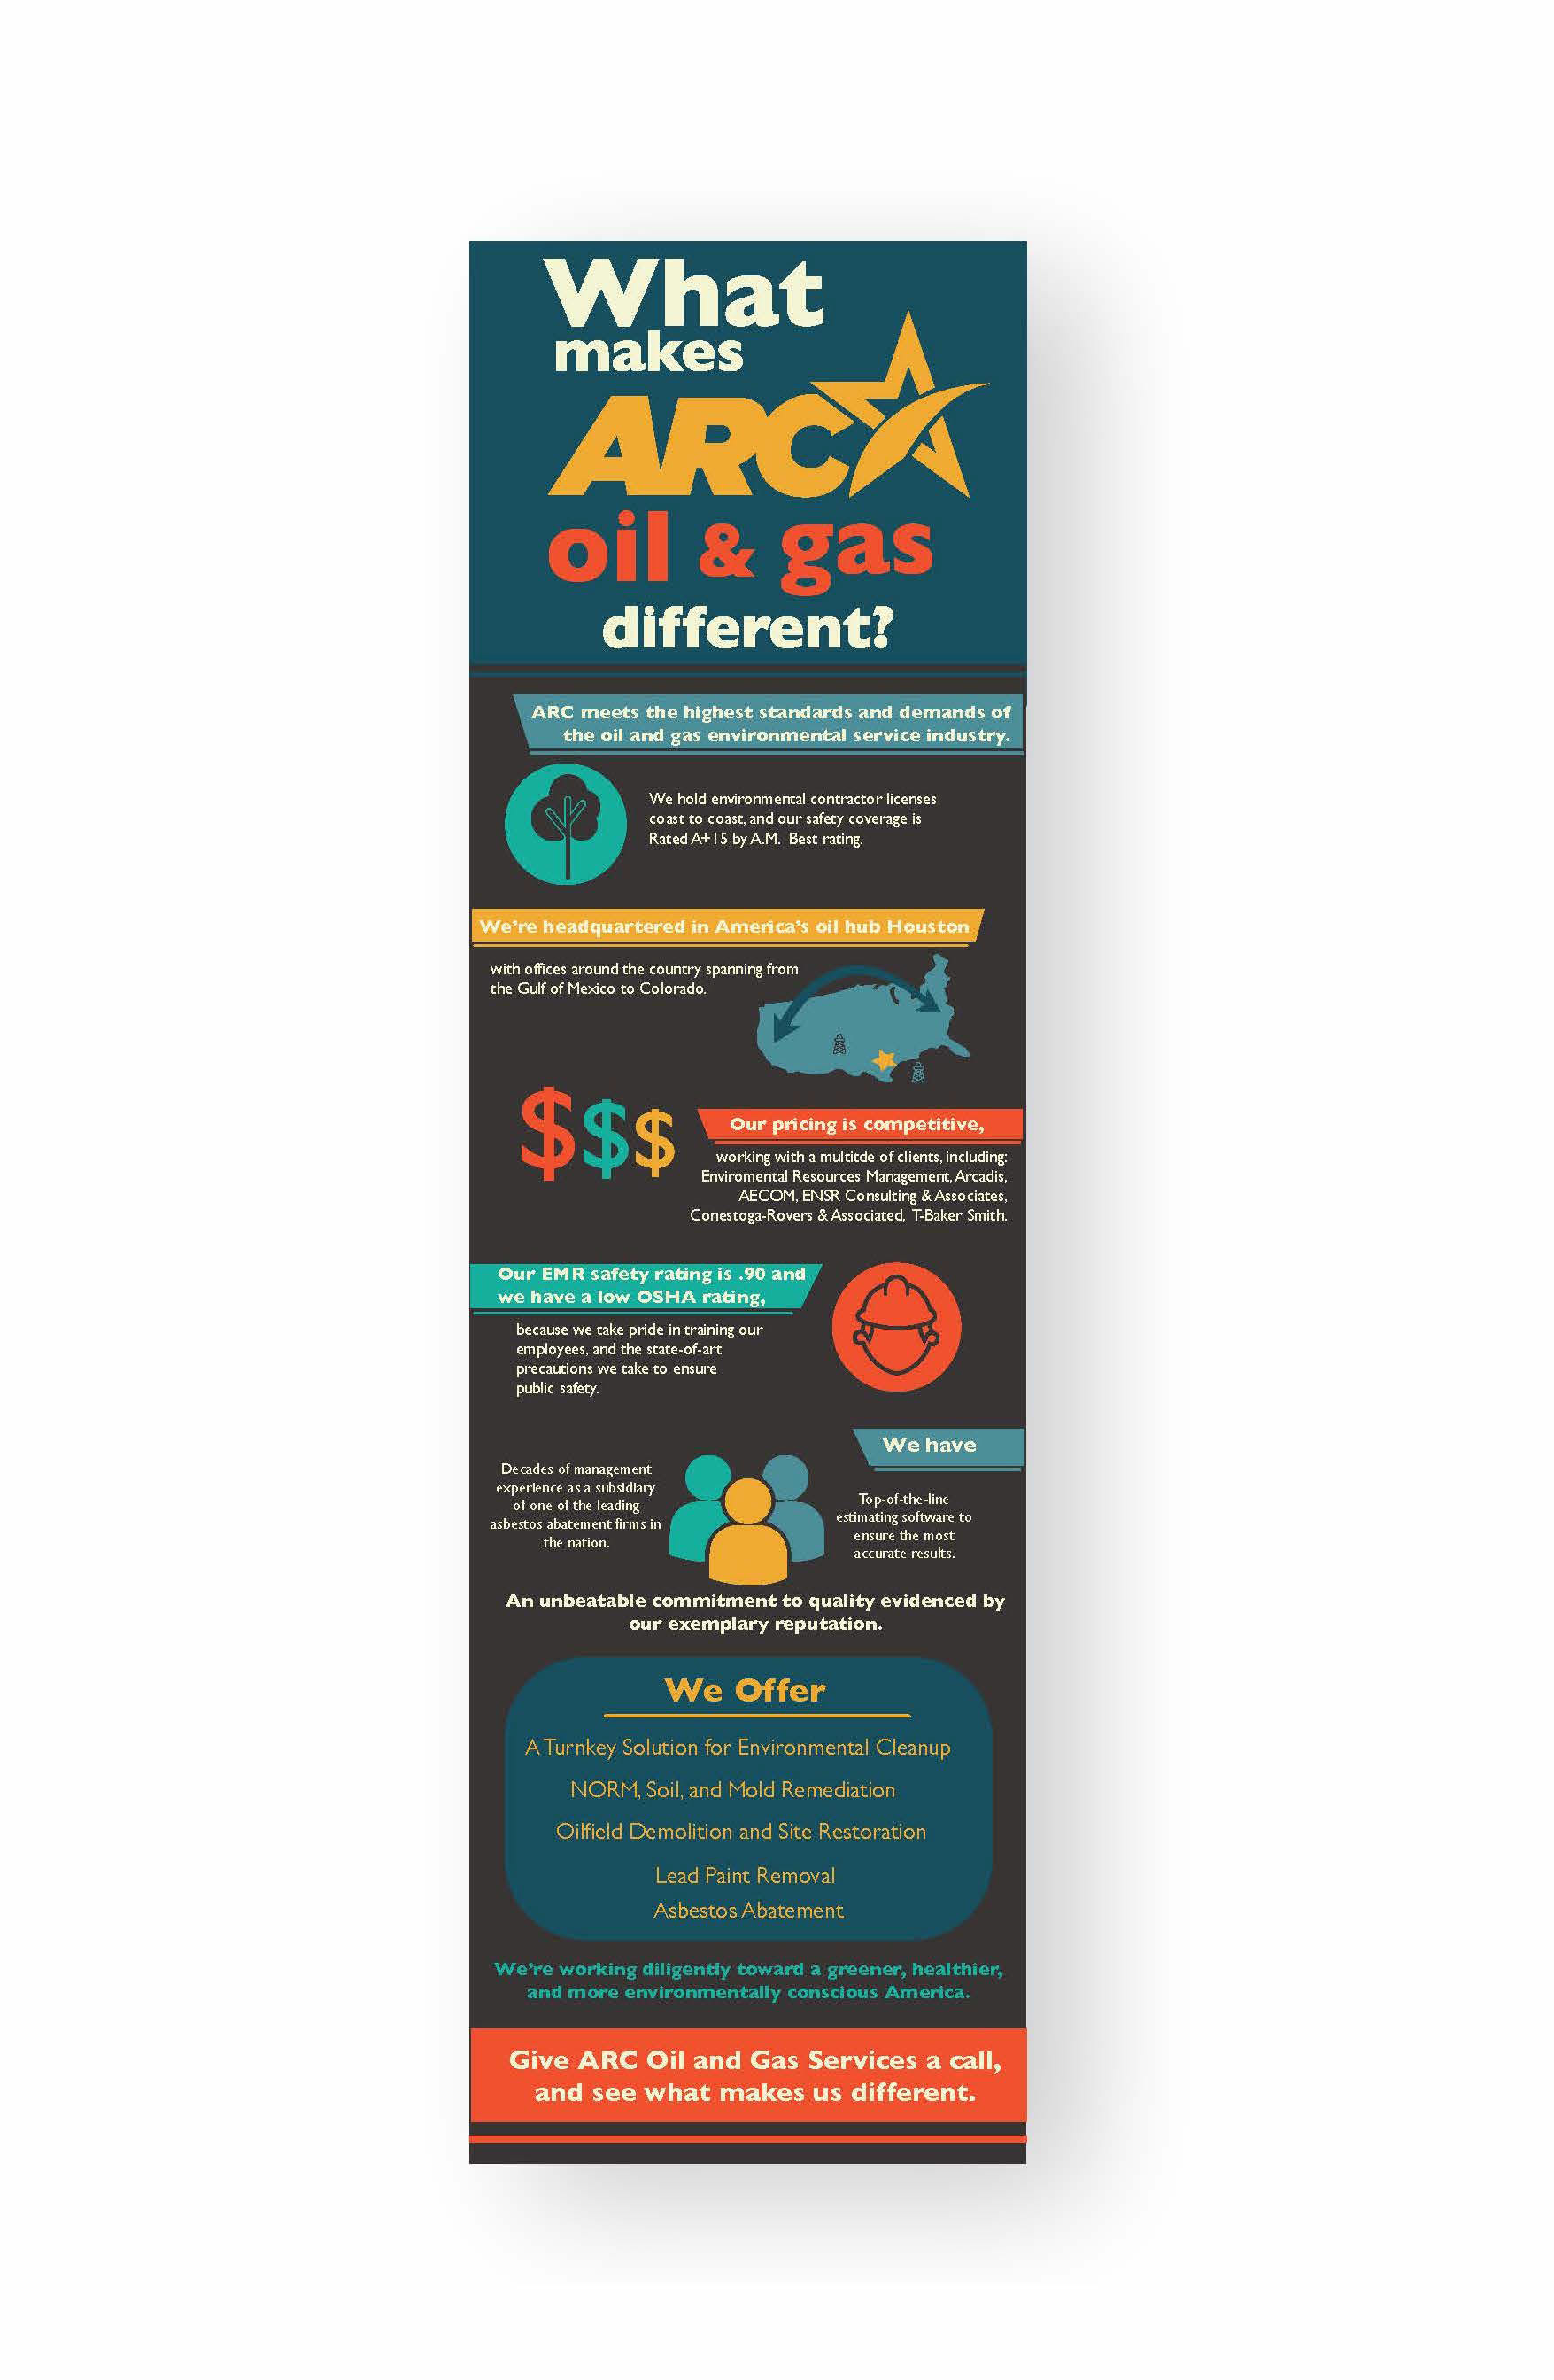 What
makes
ARC
oil & gas
different?
ARC meets the highest standards and demands of
the oil and gas environmental service industry.
We hold environmental contractor licenses
coast to coast, and our safety coverage is
Rated A+15 by A.M. Best rating.
We're headquartered in America's oil hub Houston
with offices around the country spanning from
the Gulf of Mexico to Colorado.
$$$
Our pricing is competitive,
working with a multitde of clients, including:
Enviromental Resources Management, Arcadis,
AECOM, ENSR Consulting & Associates,
Conestoga-Rovers & Associated, T-Baker Smith.
Our EMR safety rating is .90 and
we have a low OSHA rating,
because we take pride in training our
employees, and the state-of-art
precautions we take to ensure
public safety.
We have
Decades of management
experience as a subsidiary
of one of the leading
asbestos abatement firms in
the nation.
Top-of-the-line
estimating software to
ensure the most
accurate results.
An unbeatable commitment to quality evidenced by
our exemplary reputation.
We Offer
A Turnkey Solution for Environmental Cleanup
NORM, Soil, and Mold Remediation
Oilfield Demolition and Site Restoration
Lead Paint Removal
Asbestos Abatement
We're working diligently toward a greener, healthier,
and more environmentally conscious America.
Give ARC Oil and Gas Services a call,
and see what makes us different.